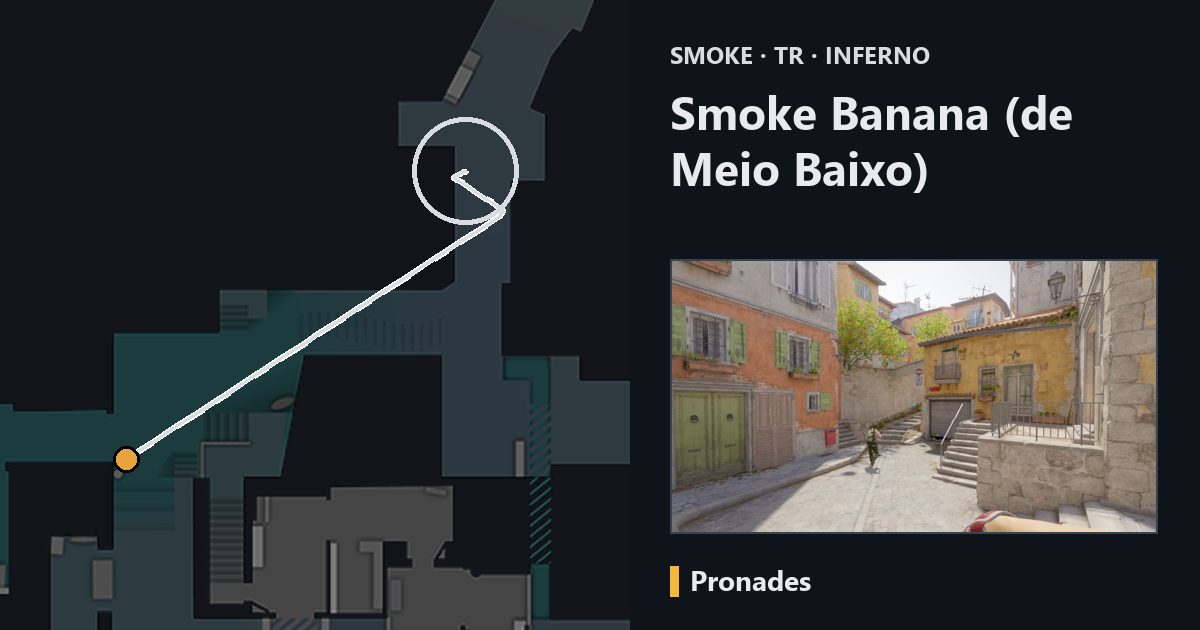 SMOKE · TR · INFERNO
Smoke Banana (de
Meio Baixo)
Pronades